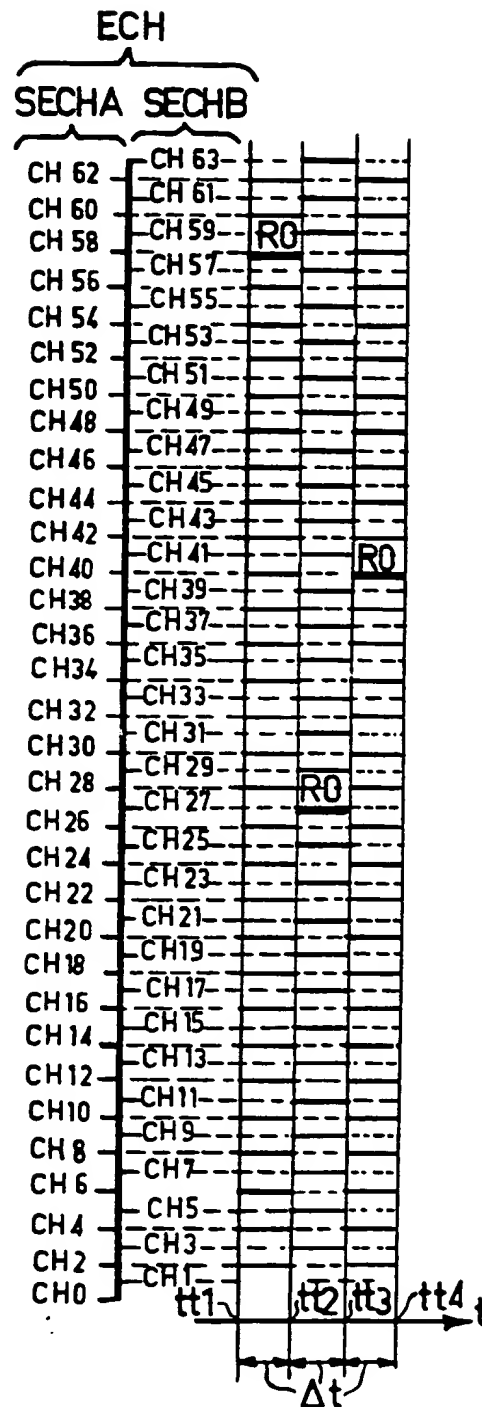 ECH
SECHA SECHB
CH 63
CH 62
CH 61
CH 60
CH 59 R0
CH 58
CH 57
CH 56
CH 55
CH 54
CH 53
CH 52
CH 51
CH 50
CH 49
CH 48
CH 47
CH 46
CH 45
CH 44
CH 43
CH 42
CH 41 R0
CH 40
CH 39
CH 38
CH 37
CH 36
CH 35
CH 34
CH 33
CH 32
CH 31
CH 30
CH 29
CH 28 R0
CH 27
CH 26
CH 25
CH 24
CH 23
CH 22
CH 21
CH 20
CH 19
CH 18
CH 17
CH 16
CH 15
CH 14
CH 13
CH 12
CH 11
CH 10
CH 9
CH 8
CH 7
CH 6
CH 5
CH 4
CH 3
CH 2
CH 1
CH0
tt1 tt2 tt3 tt4 t
Δt